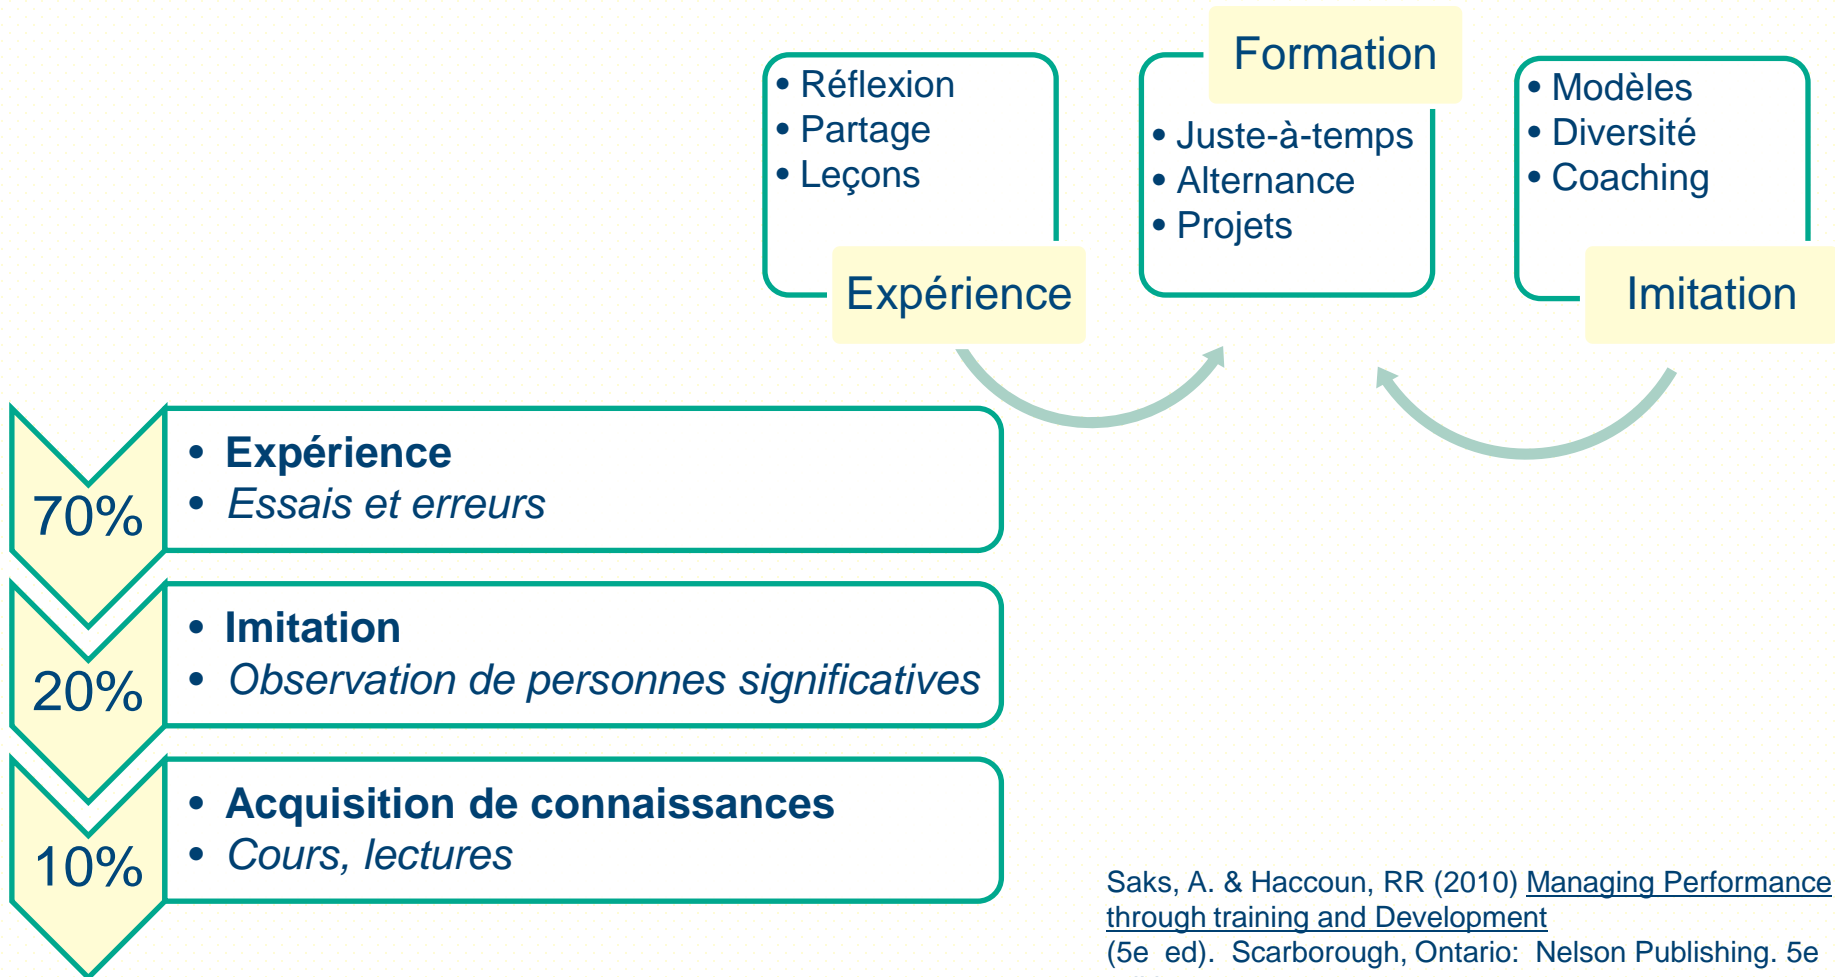 • Réflexion
• Partage
• Leçons
Expérience
Formation
• Juste-à-temps
• Alternance
• Projets
• Modèles
• Diversité
• Coaching
Imitation
70%
• Expérience
• Essais et erreurs
20%
• Imitation
• Observation de personnes significatives
10%
• Acquisition de connaissances
• Cours, lectures
Saks, A. & Haccoun, RR (2010) Managing Performance
through training and Development
(5e ed). Scarborough, Ontario: Nelson Publishing. 5e